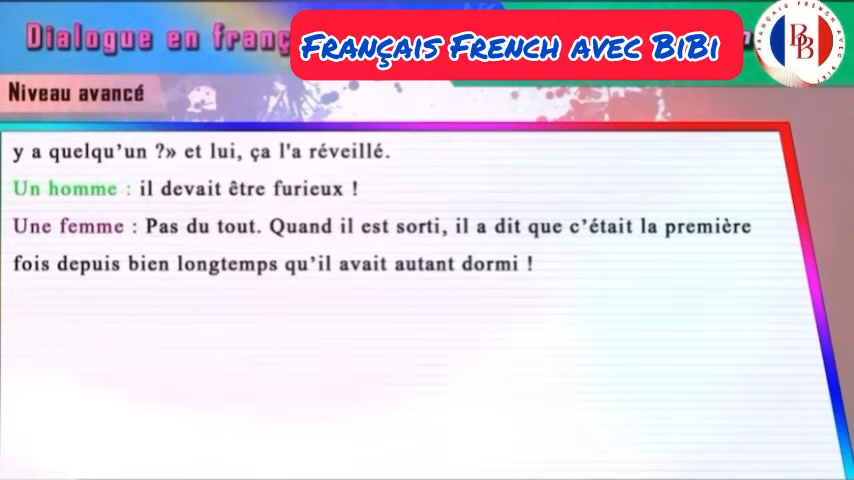 Dialogue en franç
FRANÇAIS FRENCH AVEC BIBI
BB
Niveau avancé
y a quelqu’un ?» et lui, ça l'a réveillé.
Un homme : il devait être furieux !
Une femme : Pas du tout. Quand il est sorti, il a dit que c’était la première
fois depuis bien longtemps qu’il avait autant dormi !